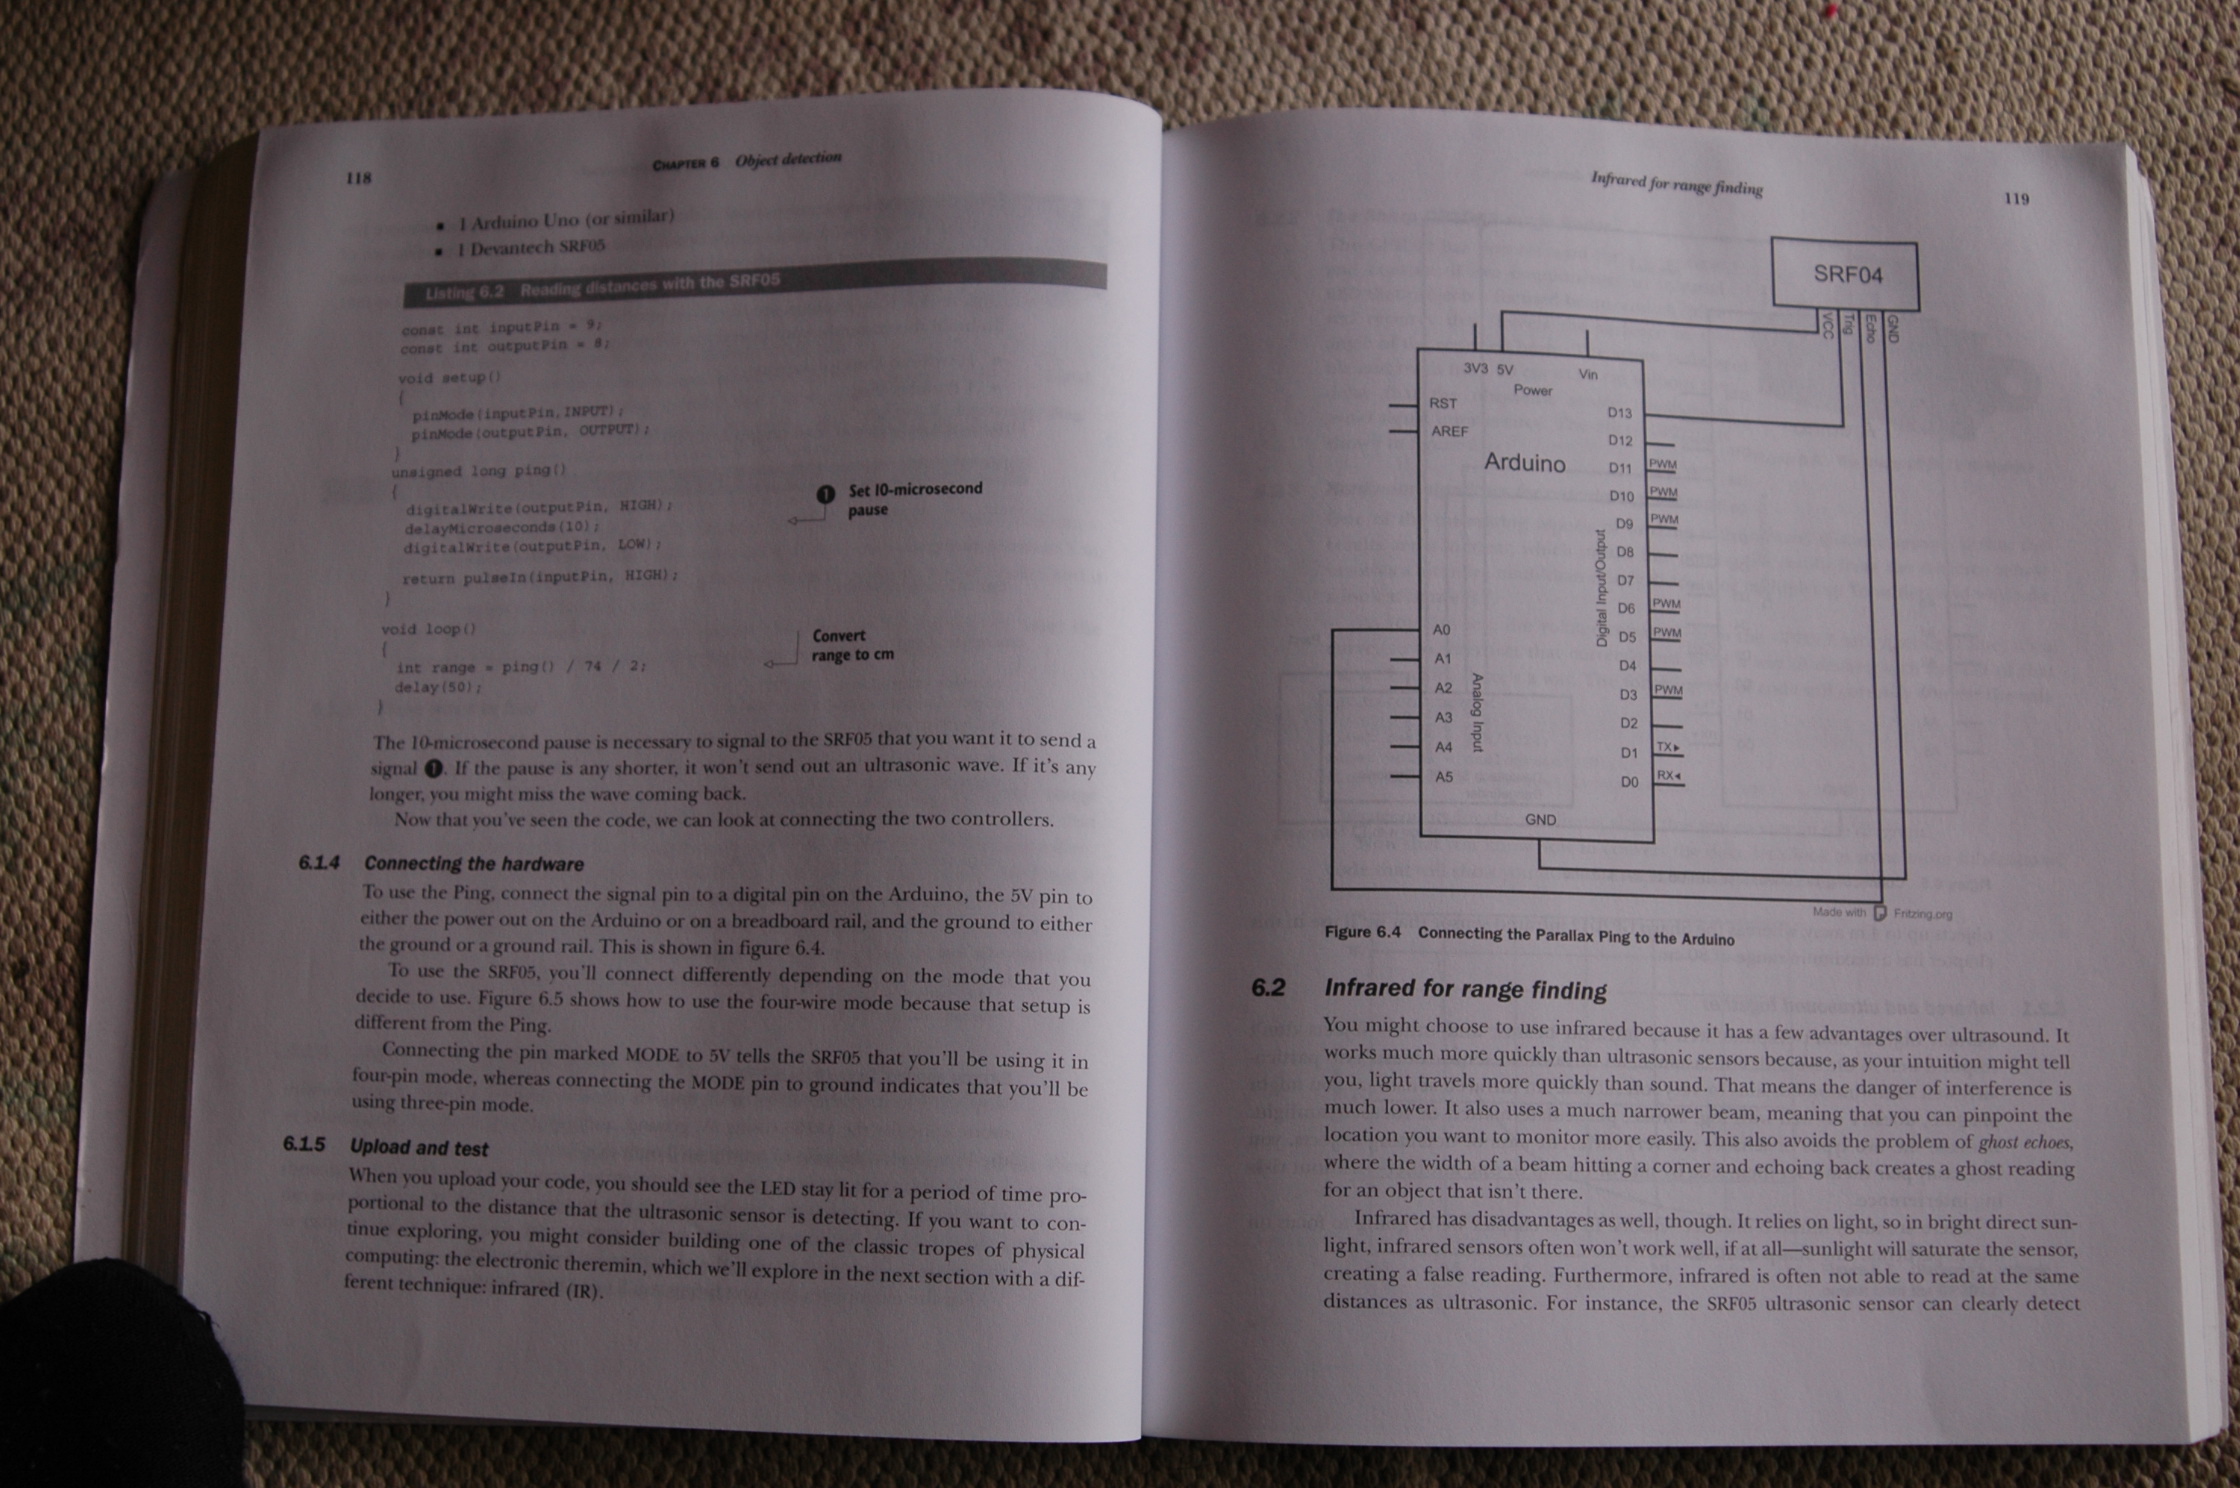 118
CHAPTER 6 Object detection
■ 1 Arduino Uno (or similar)
■ 1 Devantech SRF05
Listing 6.2 Reading distances with the SRF05
const int inputPin = 9;
const int outputPin = 8;
void setup()
{
pinMode(inputPin, INPUT);
pinMode(outputPin, OUTPUT);
}
unsigned long ping()
{
digitalWrite(outputPin, HIGH);
delayMicroseconds(10);
digitalWrite(outputPin, LOW);
return pulseIn(inputPin, HIGH);
}
1 Set 10-microsecond
pause
void loop()
{
int range = ping() / 74 / 2;
delay(50);
}
Convert
range to cm
The 10-microsecond pause is necessary to signal to the SRF05 that you want it to send a
signal 1. If the pause is any shorter, it won't send out an ultrasonic wave. If it's any
longer, you might miss the wave coming back.
Now that you've seen the code, we can look at connecting the two controllers.
6.1.4 Connecting the hardware
To use the Ping, connect the signal pin to a digital pin on the Arduino, the 5V pin to
either the power out on the Arduino or on a breadboard rail, and the ground to either
the ground or a ground rail. This is shown in figure 6.4.
To use the SRF05, you'll connect differently depending on the mode that you
decide to use. Figure 6.5 shows how to use the four-wire mode because that setup is
different from the Ping.
Connecting the pin marked MODE to 5V tells the SRF05 that you'll be using it in
four-pin mode, whereas connecting the MODE pin to ground indicates that you'll be
using three-pin mode.
6.1.5 Upload and test
When you upload your code, you should see the LED stay lit for a period of time pro-
portional to the distance that the ultrasonic sensor is detecting. If you want to con-
tinue exploring, you might consider building one of the classic tropes of physical
computing: the electronic theremin, which we'll explore in the next section with a dif-
ferent technique: infrared (IR).
Infrared for range finding
119
SRF04
VCC
Trig
Echo
GND
3V3 5V
Vin
Power
RST
AREF
Arduino
D13
D12
D11 PWM
D10 PWM
D9 PWM
D8
D7
D6 PWM
D5 PWM
D4
D3 PWM
D2
D1 TX▸
D0 RX◂
Digital Input/Output
A0
A1
A2
A3
A4
A5
Analog Input
GND
Made with Fritzing.org
Figure 6.4 Connecting the Parallax Ping to the Arduino
6.2 Infrared for range finding
You might choose to use infrared because it has a few advantages over ultrasound. It
works much more quickly than ultrasonic sensors because, as your intuition might tell
you, light travels more quickly than sound. That means the danger of interference is
much lower. It also uses a much narrower beam, meaning that you can pinpoint the
location you want to monitor more easily. This also avoids the problem of ghost echoes,
where the width of a beam hitting a corner and echoing back creates a ghost reading
for an object that isn't there.
Infrared has disadvantages as well, though. It relies on light, so in bright direct sun-
light, infrared sensors often won't work well, if at all—sunlight will saturate the sensor,
creating a false reading. Furthermore, infrared is often not able to read at the same
distances as ultrasonic. For instance, the SRF05 ultrasonic sensor can clearly detect